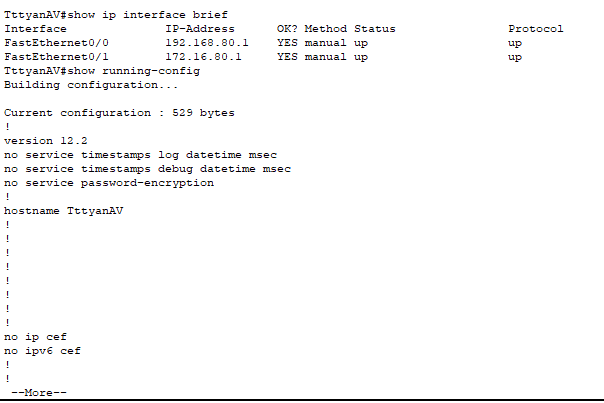 TttyanAV#show ip interface brief
Interface              IP-Address      OK? Method Status                Protocol
FastEthernet0/0        192.168.80.1    YES manual up                    up
FastEthernet0/1        172.16.80.1     YES manual up                    up
TttyanAV#show running-config
Building configuration...

Current configuration : 529 bytes
!
version 12.2
no service timestamps log datetime msec
no service timestamps debug datetime msec
no service password-encryption
!
hostname TttyanAV
!
!
!
!
!
!
!
!
no ip cef
no ipv6 cef
!
!
 --More--